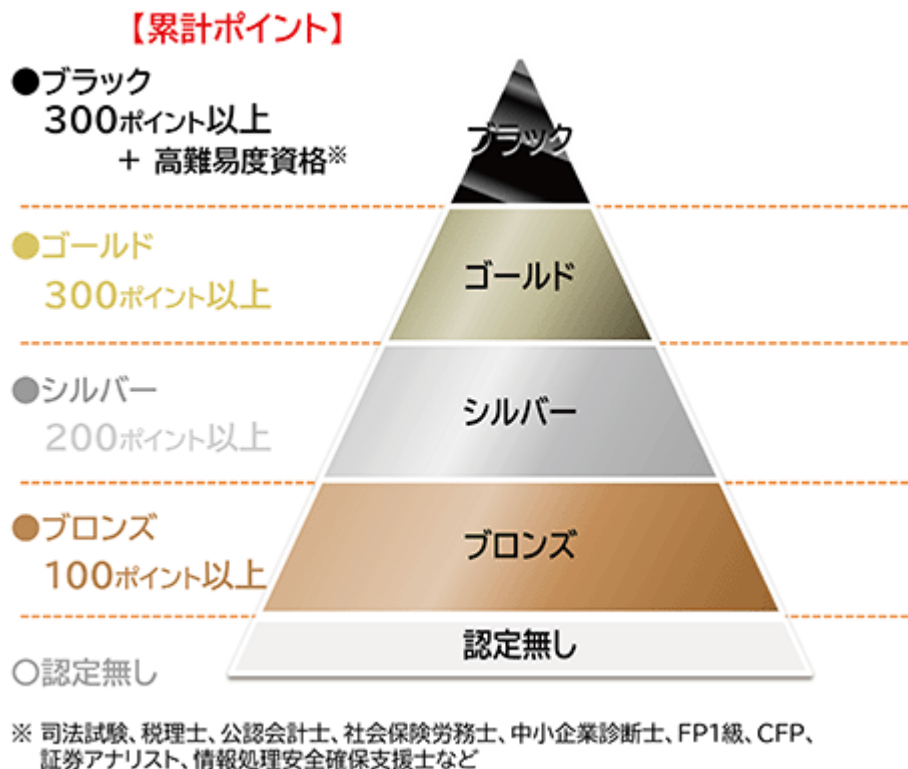 【累計ポイント】
●ブラック
300ポイント以上
+ 高難易度資格※
ブラック
●ゴールド
300ポイント以上
ゴールド
●シルバー
200ポイント以上
シルバー
●ブロンズ
100ポイント以上
ブロンズ
○認定無し
認定無し
※ 司法試験、税理士、公認会計士、社会保険労務士、中小企業診断士、FP1級、CFP、
証券アナリスト、情報処理安全確保支援士など